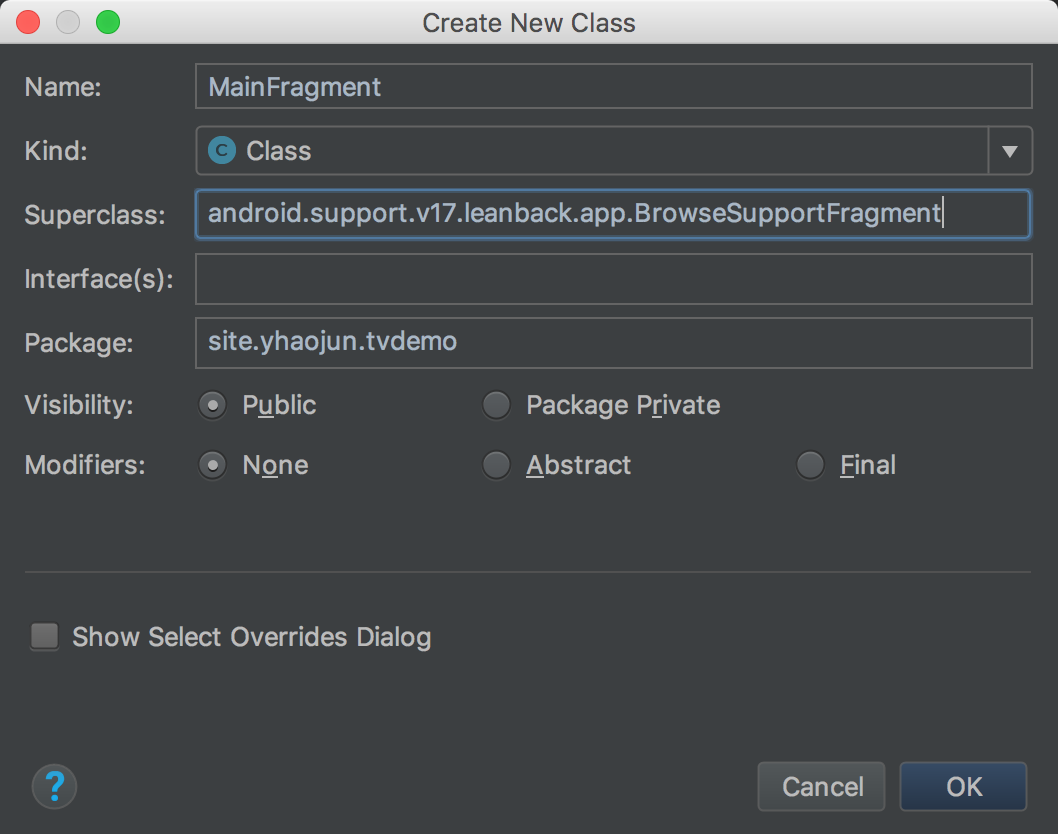 Create New Class
Name: MainFragment
Kind: C Class
Superclass: android.support.v17.leanback.app.BrowseSupportFragment
Interface(s):
Package: site.yhaojun.tvdemo
Visibility: Public Package Private
Modifiers: None Abstract Final
Show Select Overrides Dialog
? Cancel OK